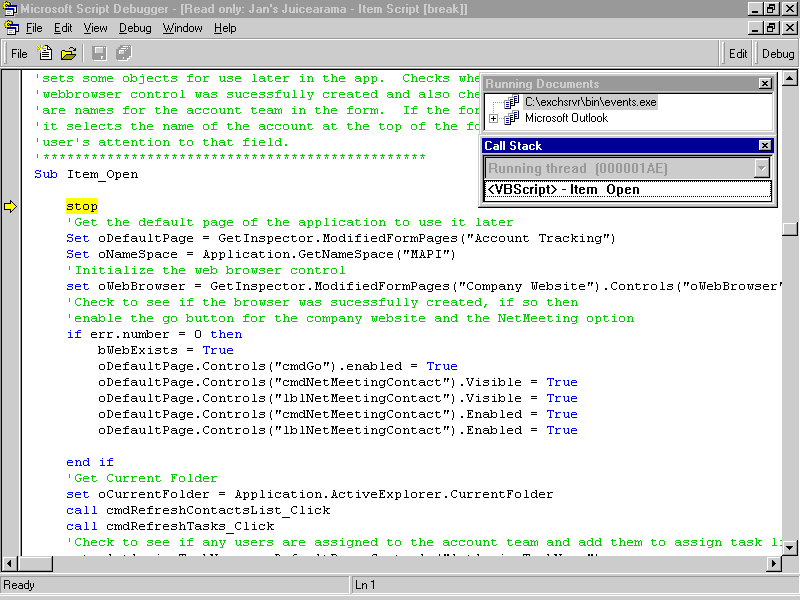 Microsoft Script Debugger - [Read only: Jan's Juicearama - Item Script [break]]
File Edit View Debug Window Help
File Edit Debug
'sets some objects for use later in the app.  Checks whe
'webbrowser control was sucessfully created and also che
'are names for the account team in the form.  If the for
'it selects the name of the account at the top of the fo
'user's attention to that field.
'************************************************
Sub Item_Open
stop
'Get the default page of the application to use it later
Set oDefaultPage = GetInspector.ModifiedFormPages("Account Tracking")
Set oNameSpace = Application.GetNameSpace("MAPI")
'Initialize the web browser control
set oWebBrowser = GetInspector.ModifiedFormPages("Company Website").Controls("oWebBrowser"
'Check to see if the browser was sucessfully created, if so then
'enable the go button for the company website and the NetMeeting option
if err.number = 0 then
bWebExists = True
oDefaultPage.Controls("cmdGo").enabled = True
oDefaultPage.Controls("cmdNetMeetingContact").Visible = True
oDefaultPage.Controls("lblNetMeetingContact").Visible = True
oDefaultPage.Controls("cmdNetMeetingContact").Enabled = True
oDefaultPage.Controls("lblNetMeetingContact").Enabled = True
end if
'Get Current Folder
set oCurrentFolder = Application.ActiveExplorer.CurrentFolder
call cmdRefreshContactsList_Click
call cmdRefreshTasks_Click
'Check to see if any users are assigned to the account team and add them to assign task li
Running Documents
C:\exchsrvr\bin\events.exe
Microsoft Outlook
Call Stack
Running thread (000001AE)
<VBScript> - Item_Open
Ready
Ln 1